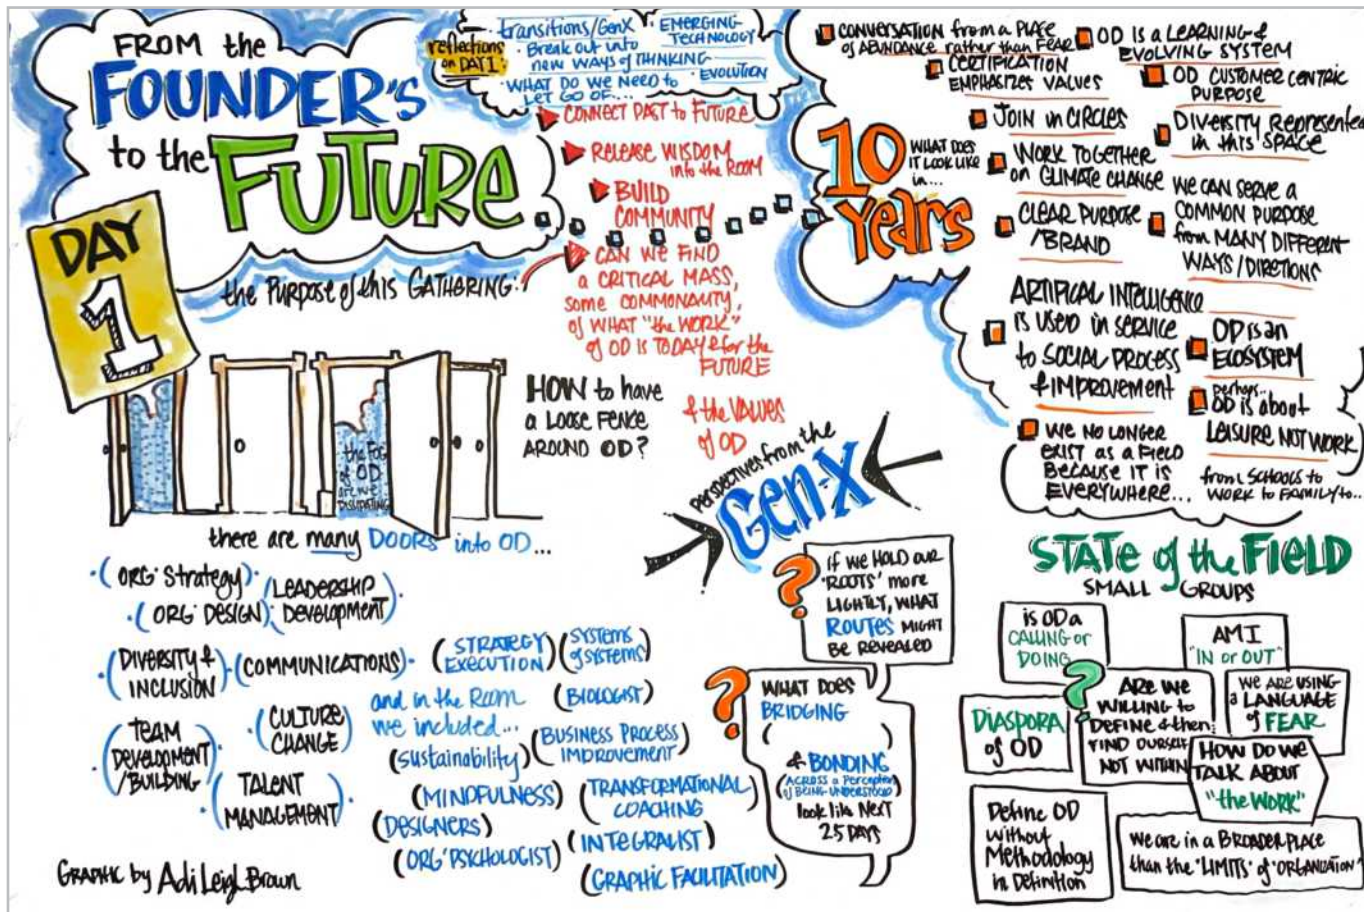 FROM the
FOUNDER'S
to the
FUTURE
DAY
1
reflections
on DAY 1:
transitions/GenX
· EMERGING
TECHNOLOGY
· Break out into
new WAYS of THINKING
· WHAT DO WE NEED to
LET GO OF....
· EVOLUTION
the PURPOSE of this GATHERING:
CONNECT PAST to FUTURE
RELEASE WISDOM
into the ROOM
BUILD
COMMUNITY
CAN WE FIND
a CRITICAL MASS,
some COMMONALITY,
of WHAT "the WORK"
of OD IS TODAY & for the
FUTURE
& the VALUES
of OD
10
Years
WHAT DOES
IT LOOK LIKE
in...
CONVERSATION from a PLACE
of ABUNDANCE rather than FEAR
CERTIFICATION
EMPHASIZES VALUES
JOIN in CIRCLES
WORK TOGETHER
on CLIMATE CHANGE
CLEAR PURPOSE
/BRAND
ARTIFICAL INTELLIGENCE
is USED in SERVICE
to SOCIAL PROCESS
& IMPROVEMENT
WE NO LONGER
EXIST AS A FIELD
BECAUSE IT IS
EVERYWHERE...
OD IS A LEARNING &
EVOLVING SYSTEM
OD CUSTOMER CENTRIC
PURPOSE
DIVERSITY Represented
in this SPACE
WE CAN SERVE A
COMMON PURPOSE
from MANY DIFFERENT
WAYS/DIRETIONS
OD IS an
ECOSYSTEM
perhaps...
OD is about
LEISURE NOT WORK
from SCHOOLS to
WORK to FAMILY to...
the FOG
of OD
are we
DISSIPATING
HOW to have
a LOOSE FENCE
AROUND OD?
there are many DOORS into OD...
(ORG. Strategy)
(LEADERSHIP
Development)
(ORG. DESIGN)
(DIVERSITY &
INCLUSION)
(COMMUNICATIONS)
(TEAM
DEVELOPMENT
/BUILDING)
(CULTURE
CHANGE)
(TALENT
MANAGEMENT)
and in the ROOM
we included...
(STRATEGY
EXECUTION)
(SYSTEMS
of SYSTEMS)
(BIOLOGIST)
(sustainability)
(BUSINESS PROCESS
IMPROVEMENT)
(MINDFULNESS)
(TRANSFORMATIONAL
COACHING)
(DESIGNERS)
(INTEGRALIST)
(ORG. PSYCHOLOGIST)
(GRAPHIC FACILITATION)
Perspectives from the
Gen-X
?
if WE HOLD OUR
'ROOTS' more
LIGHTLY, WHAT
ROUTES MIGHT
BE REVEALED
?
WHAT DOES
BRIDGING
( )
& BONDING
(ACROSS a Perception
of BEING UNDERSTOOD)
look like NEXT
2.5 DAYS
STATE of the FIELD
SMALL GROUPS
is OD a
CALLING or
DOING
AM I
"IN or OUT"
?
ARE WE
WILLING to
DEFINE & then
FIND OURSELF
NOT WITHIN
WE ARE USING
a LANGUAGE
of FEAR
DIASPORA
of OD
HOW DO WE
TALK ABOUT
"the WORK"
Define OD
Without
Methodology
in Definition
We are in a BROADER PLACE
than the "LIMITS" of "ORGANIZATION"
GRAPHIC by Adi Leigh Brown